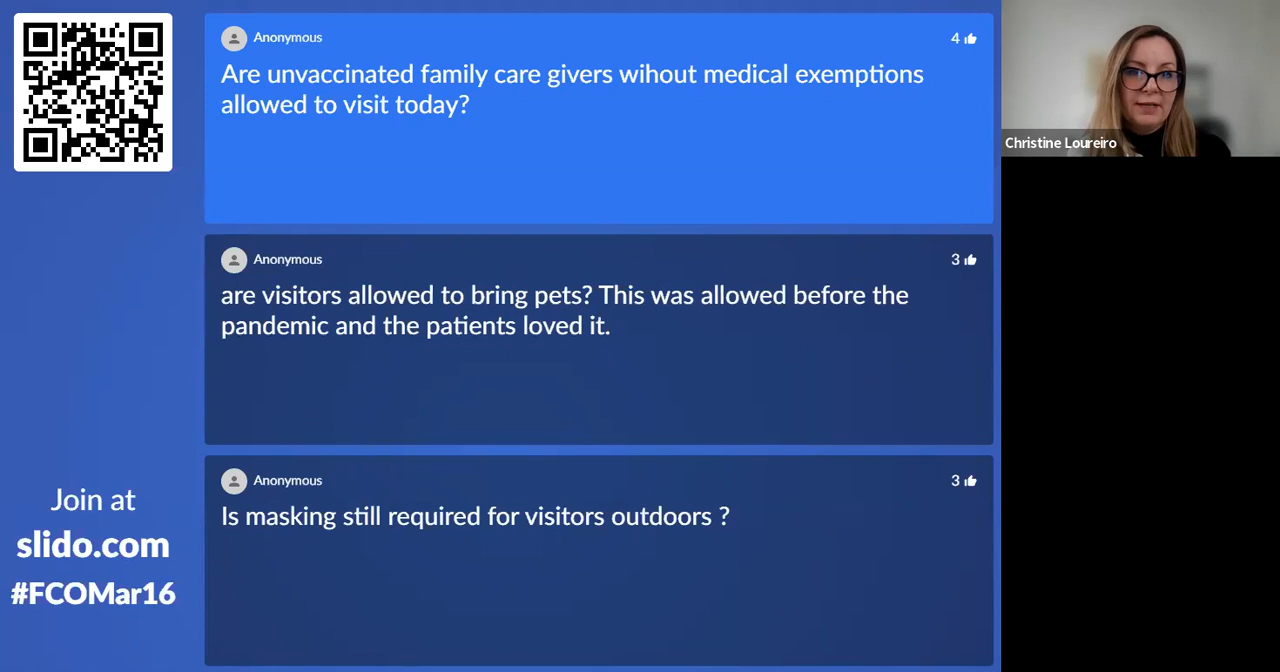 Anonymous
4
Are unvaccinated family care givers wihout medical exemptions
allowed to visit today?
Christine Loureiro
Anonymous
3
are visitors allowed to bring pets? This was allowed before the
pandemic and the patients loved it.
Anonymous
3
Is masking still required for visitors outdoors ?
Join at
slido.com
#FCOMar16